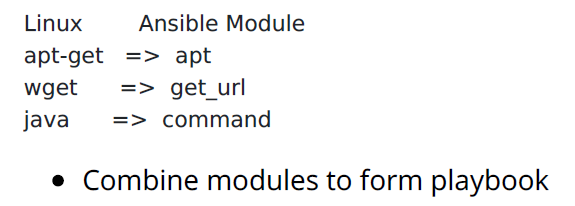 Linux Ansible Module
apt-get => apt
wget => get_url
java => command
• Combine modules to form playbook